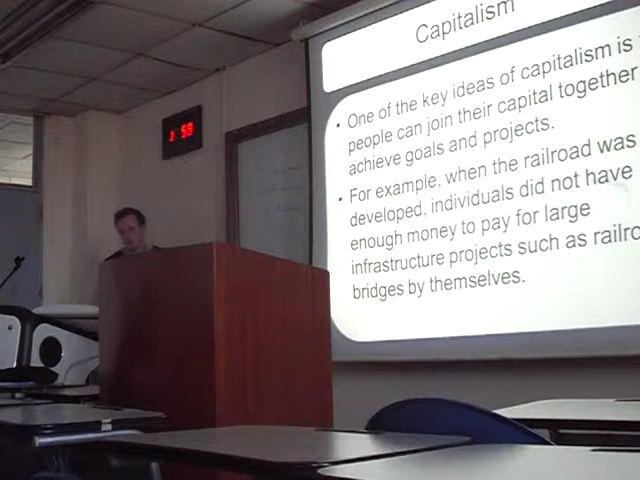 Capitalism
• One of the key ideas of capitalism is
people can join their capital together
achieve goals and projects.
• For example, when the railroad was
developed, individuals did not have
enough money to pay for large
infrastructure projects such as railro
bridges by themselves.